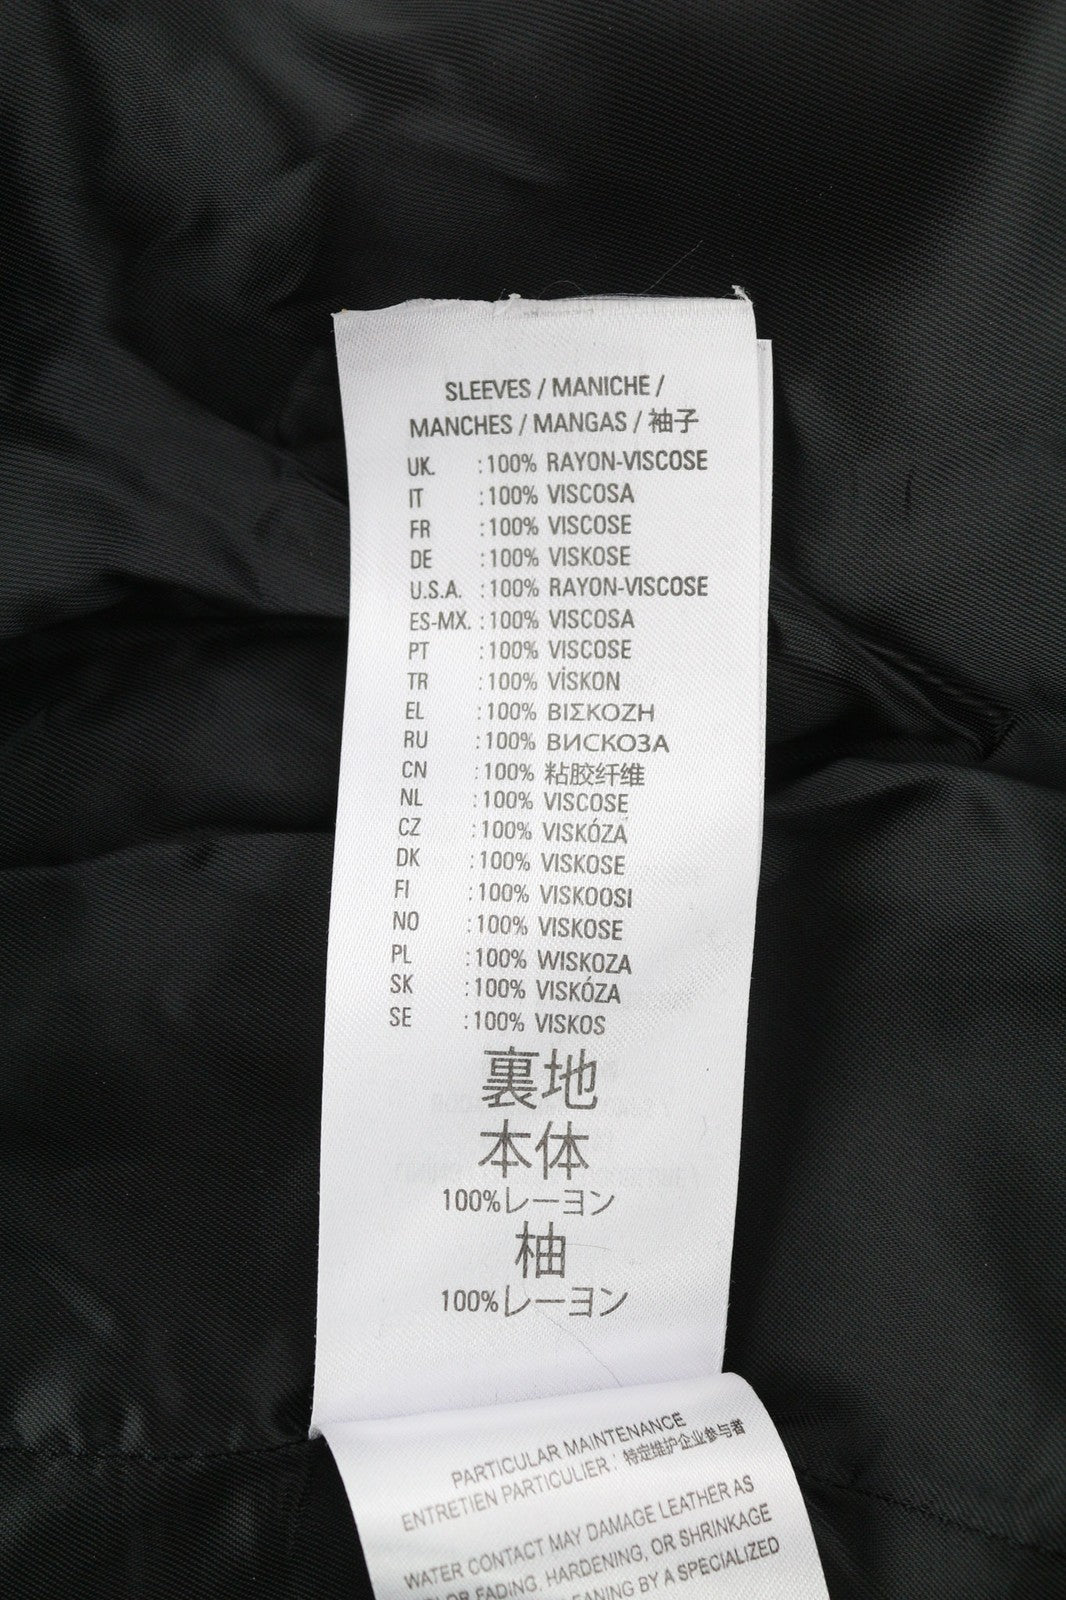 SLEEVES / MANICHE /
MANCHES / MANGAS / 袖子
UK. :100% RAYON-VISCOSE
IT :100% VISCOSA
FR :100% VISCOSE
DE :100% VISKOSE
U.S.A. :100% RAYON-VISCOSE
ES-MX. :100% VISCOSA
PT :100% VISCOSE
TR :100% VİSKON
EL :100% ΒΙΣΚΟΖΗ
RU :100% ВИСКОЗА
CN :100% 粘胶纤维
NL :100% VISCOSE
CZ :100% VISKÓZA
DK :100% VISKOSE
FI :100% VISKOOSI
NO :100% VISKOSE
PL :100% WISKOZA
SK :100% VISKÓZA
SE :100% VISKOS
裏地
本体
100%レーヨン
柚
100%レーヨン
PARTICULAR MAINTENANCE
ENTRETIEN PARTICULIER : 特定维护企业参与者
WATER CONTACT MAY DAMAGE LEATHER AS
FADING, HARDENING, OR SHRINKAGE
BY A SPECIALIZED